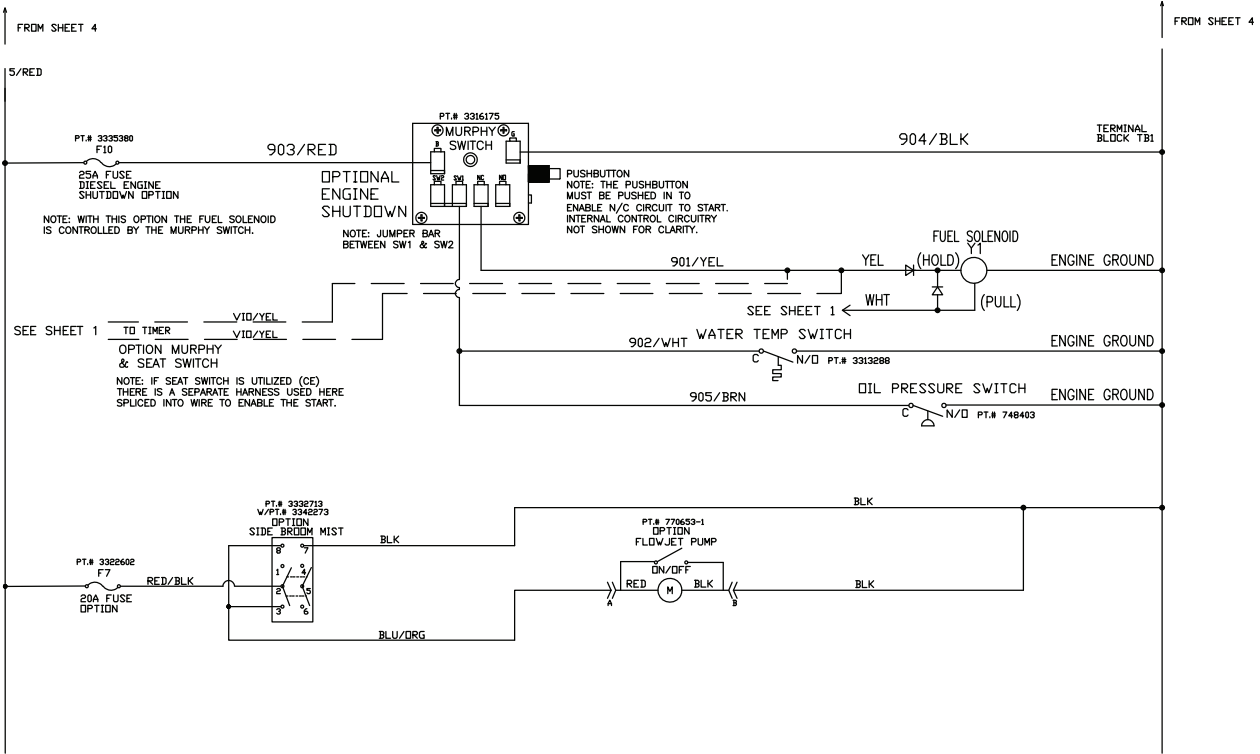 FROM SHEET 4
FROM SHEET 4
5/RED
PT.# 3335380
F10
25A FUSE
DIESEL ENGINE
SHUTDOWN OPTION
903/RED
NOTE: WITH THIS OPTION THE FUEL SOLENOID
IS CONTROLLED BY THE MURPHY SWITCH.
PT.# 3316175
MURPHY
SWITCH
B
G
SW2
SW1
NC
NO
OPTIONAL
ENGINE
SHUTDOWN
NOTE: JUMPER BAR
BETWEEN SW1 & SW2
PUSHBUTTON
NOTE: THE PUSHBUTTON
MUST BE PUSHED IN TO
ENABLE N/C CIRCUIT TO START.
INTERNAL CONTROL CIRCUITRY
NOT SHOWN FOR CLARITY.
904/BLK
TERMINAL
BLOCK TB1
FUEL SOLENOID
Y1
901/YEL
YEL
(HOLD)
ENGINE GROUND
SEE SHEET 1
WHT
(PULL)
SEE SHEET 1
TO TIMER
VIO/YEL
VIO/YEL
OPTION MURPHY
& SEAT SWITCH
NOTE: IF SEAT SWITCH IS UTILIZED (CE)
THERE IS A SEPARATE HARNESS USED HERE
SPLICED INTO WIRE TO ENABLE THE START.
902/WHT
WATER TEMP SWITCH
C
N/O PT.# 3313288
ENGINE GROUND
905/BRN
OIL PRESSURE SWITCH
C
N/O PT.# 748403
ENGINE GROUND
PT.# 3332713
W/PT.# 3342273
OPTION
SIDE BROOM MIST
8
7
1
4
2
5
3
6
BLK
BLK
PT.# 3322602
F7
20A FUSE
OPTION
RED/BLK
BLU/ORG
PT.# 770653-1
OPTION
FLOWJET PUMP
ON/OFF
A
RED
M
BLK
B
BLK